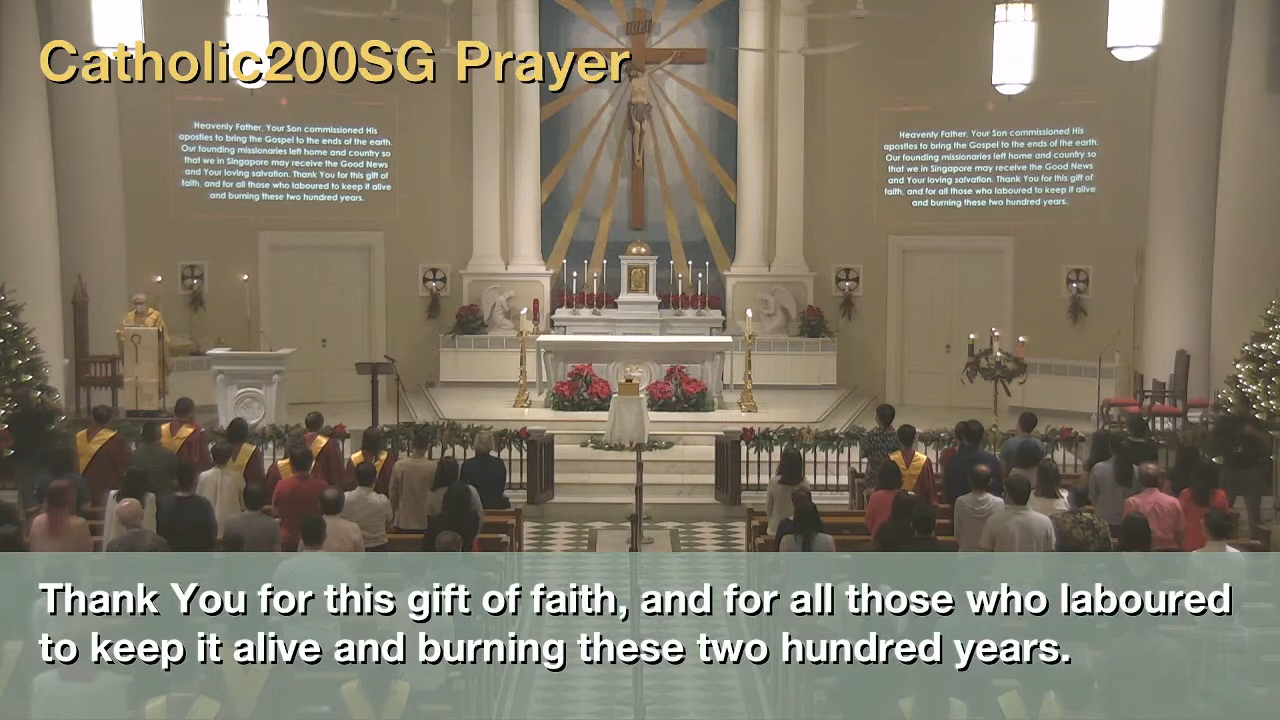 Catholic200SG Prayer
INRI
Heavenly Father, Your Son commissioned His
apostles to bring the Gospel to the ends of the earth.
Our founding missionaries left home and country so
that we in Singapore may receive the Good News
and Your loving salvation. Thank You for this gift of
faith, and for all those who laboured to keep it alive
and burning these two hundred years.
Heavenly Father, Your Son commissioned His
apostles to bring the Gospel to the ends of the earth.
Our founding missionaries left home and country so
that we in Singapore may receive the Good News
and Your loving salvation. Thank You for this gift of
faith, and for all those who laboured to keep it alive
and burning these two hundred years.
Thank You for this gift of faith, and for all those who laboured
to keep it alive and burning these two hundred years.